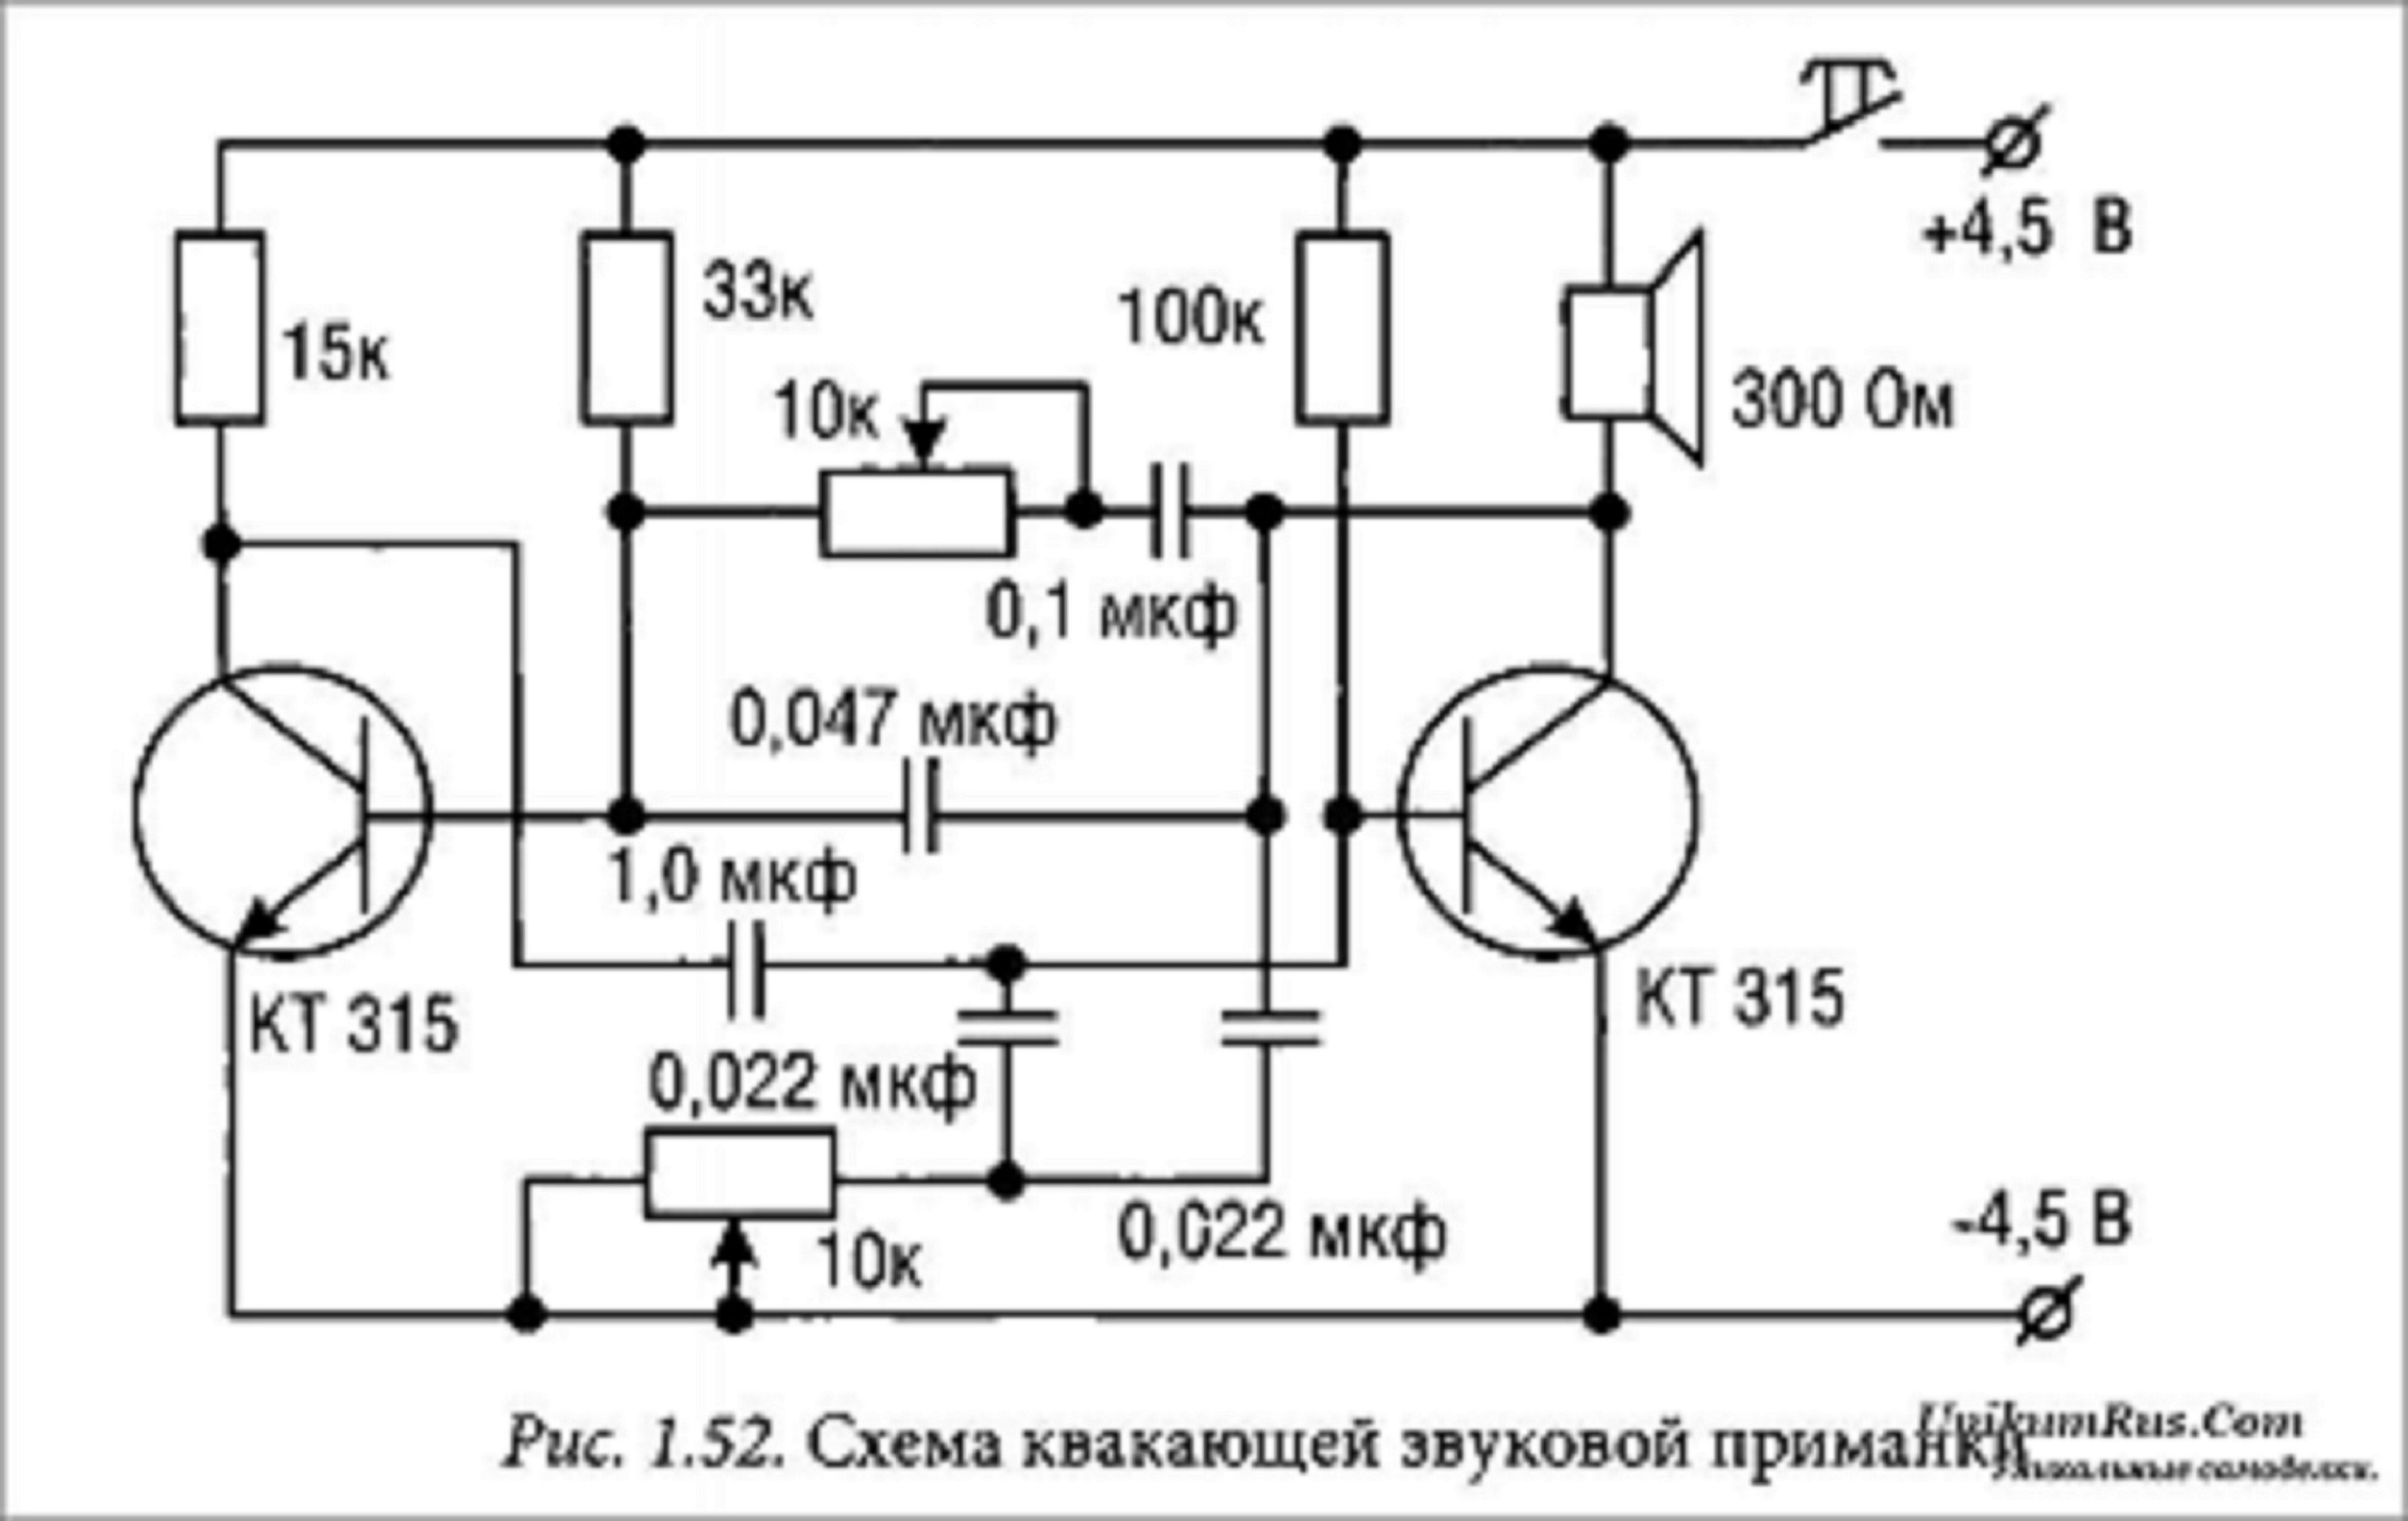 +4,5 В
33к
15к
100к
10к
300 Ом
0,1 мкф
0,047 мкф
1,0 мкф
КТ 315
КТ 315
0,022 мкф
0,022 мкф
10к
-4,5 В
Рис. 1.52. Схема квакающей звуковой приманки
UnikumRus.Com
Уникальные самоделки.